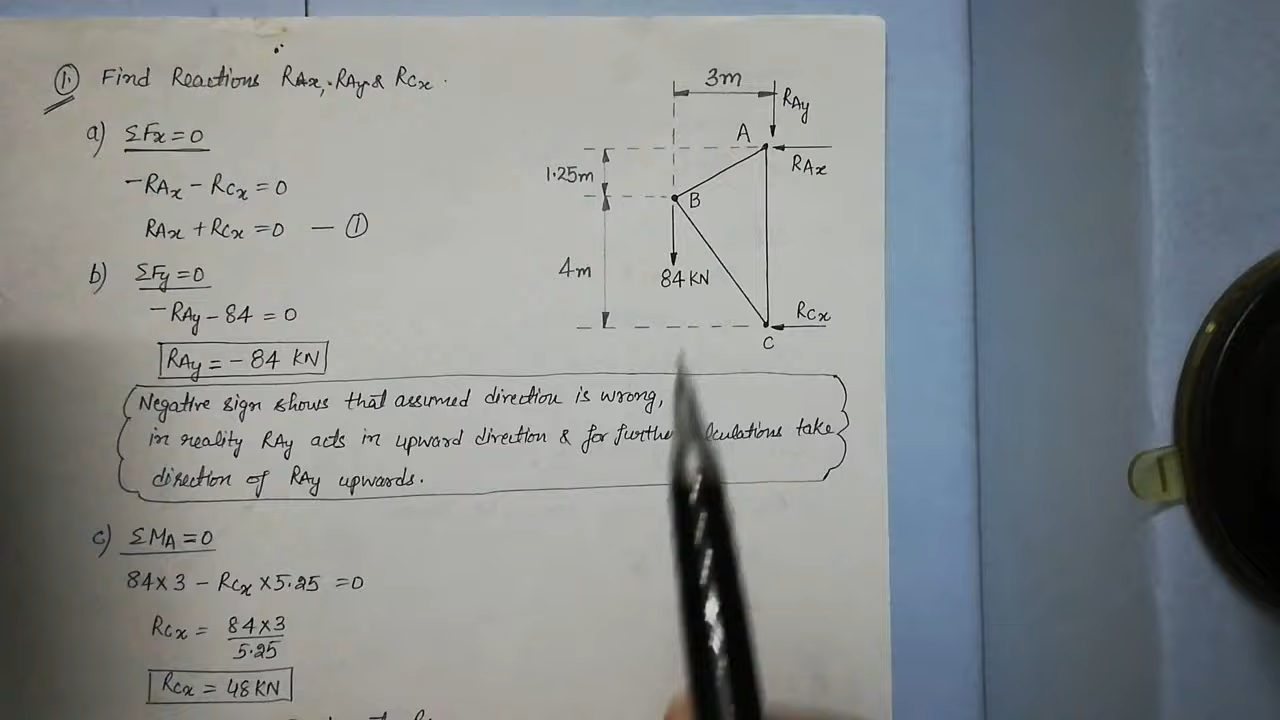 ① Find Reactions RAx, RAy & RCx.
a) ΣFx = 0
-RAx - RCx = 0
RAx + RCx = 0 — ①
b) ΣFy = 0
-RAy - 84 = 0
RAy = - 84 KN
Negative sign shows that assumed direction is wrong,
in reality RAy acts in upward direction & for take
direction of RAy upwards.
c) ΣMA = 0
84 × 3 - RCx × 5.25 = 0
RCx = 84 × 3
5.25
RCx = 48 KN
3m
RAy
A
1.25m
RAx
B
4m
84 KN
RCx
C